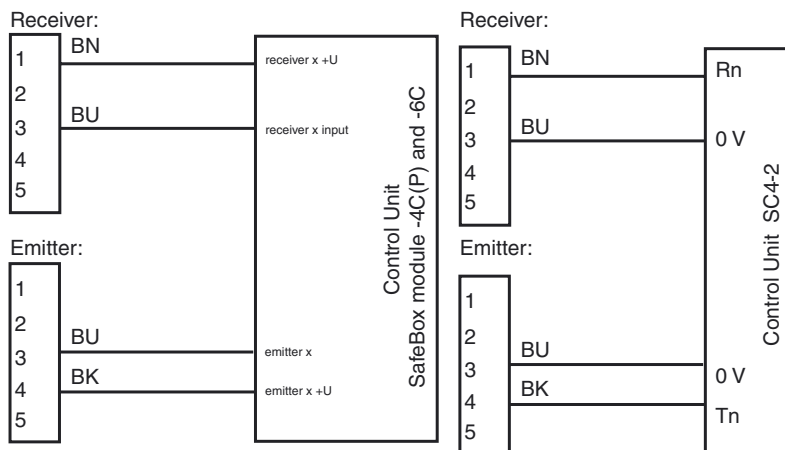 Receiver:
1
2
3
4
5
BN
BU
receiver x +U
receiver x input
Emitter:
1
2
3
4
5
BU
BK
emitter x
emitter x +U
Control Unit
SafeBox module -4C(P) and -6C
Receiver:
1
2
3
4
5
BN
BU
Rn
0 V
Emitter:
1
2
3
4
5
BU
BK
0 V
Tn
Control Unit SC4-2